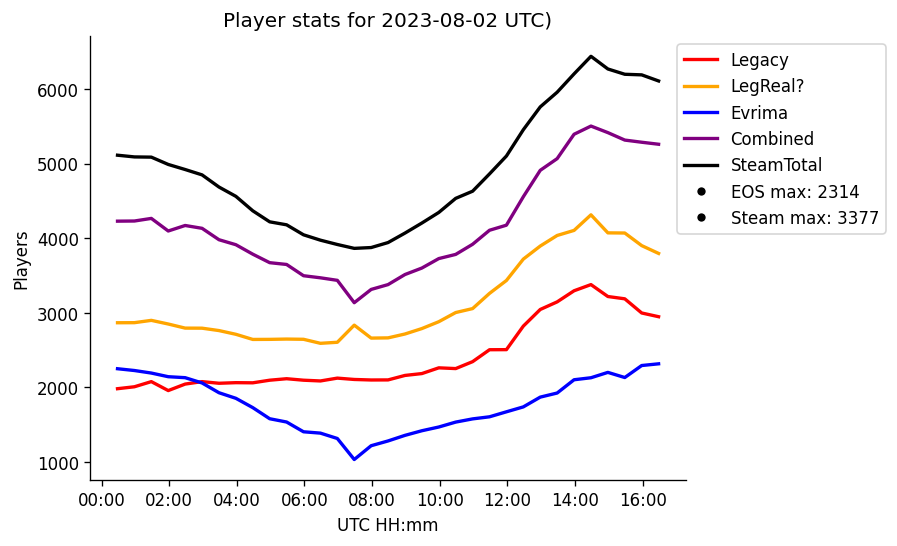 Player stats for 2023-08-02 UTC)
Legacy
LegReal?
Evrima
Combined
SteamTotal
EOS max: 2314
Steam max: 3377
Players
6000
5000
4000
3000
2000
1000
00:00 02:00 04:00 06:00 08:00 10:00 12:00 14:00 16:00
UTC HH:mm